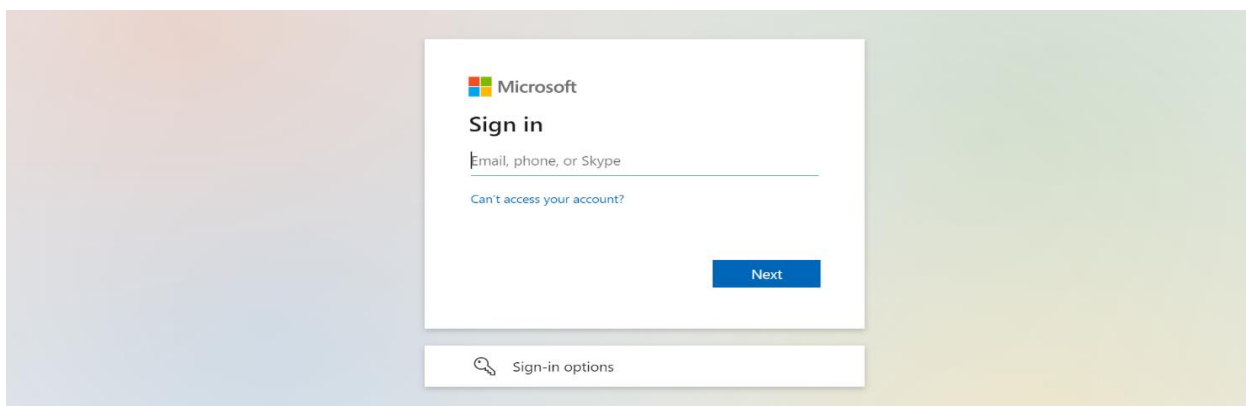 Microsoft
Sign in
Email, phone, or Skype
Can't access your account?
Next
Sign-in options